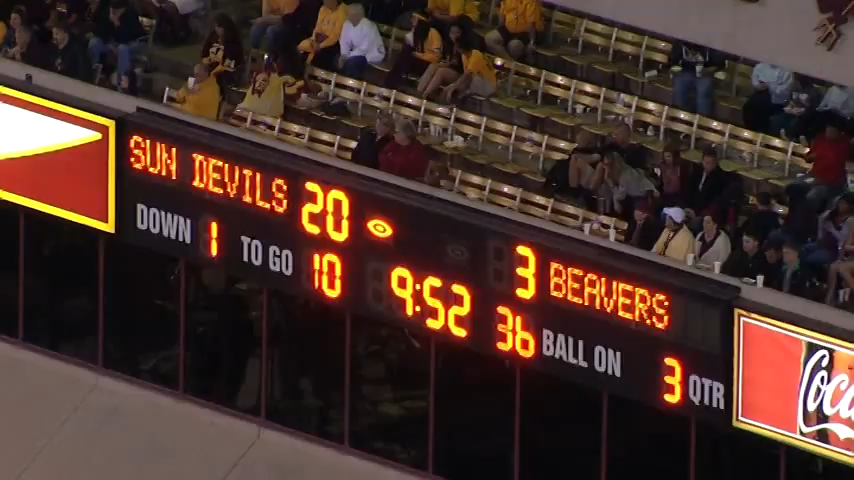 SUN DEVILS 20 3 BEAVERS
DOWN 1 TO GO 10 9:52 36 BALL ON 3 QTR
Coca